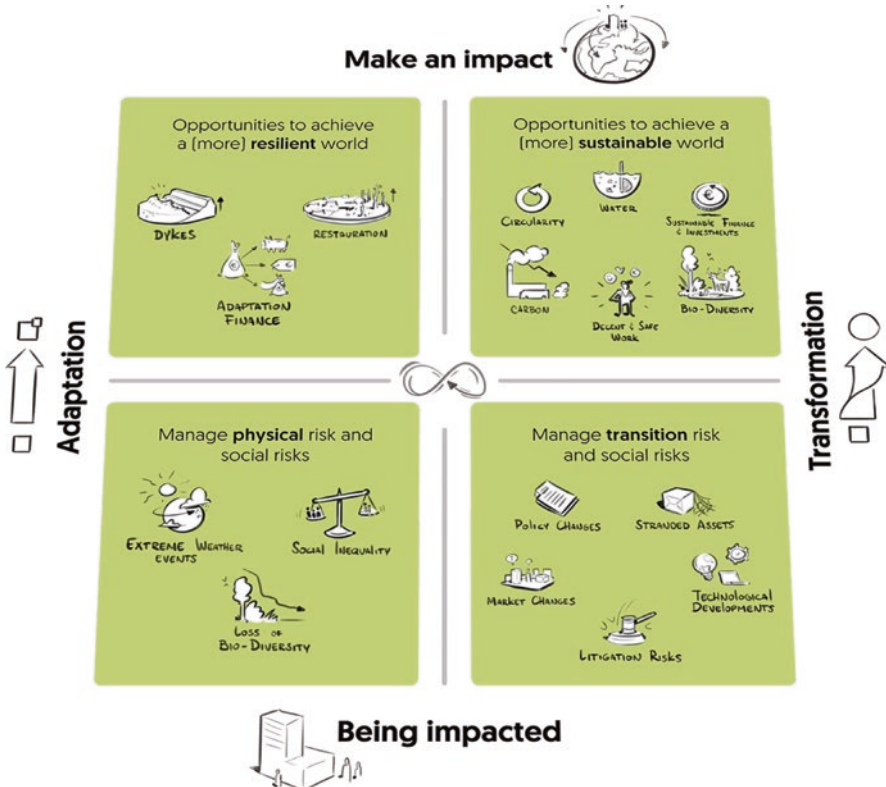 Make an impact
Opportunities to achieve
a (more) resilient world
DYKES
RESTAURATION
€
ADAPTATION
FINANCE
Opportunities to achieve a
(more) sustainable world
CIRCULARITY
WATER
€
SUSTAINABLE FINANCE
& INVESTMENTS
CARBON
DECENT & SAFE
WORK
BIO-DIVERSITY
Adaptation
Transformation
Manage physical risk and
social risks
EXTREME WEATHER
EVENTS
SOCIAL INEQUALITY
LOSS OF
BIO-DIVERSITY
Manage transition risk
and social risks
POLICY CHANGES
STRANDED ASSETS
MARKET CHANGES
TECHNOLOGICAL
DEVELOPMENTS
LITIGATION RISKS
Being impacted